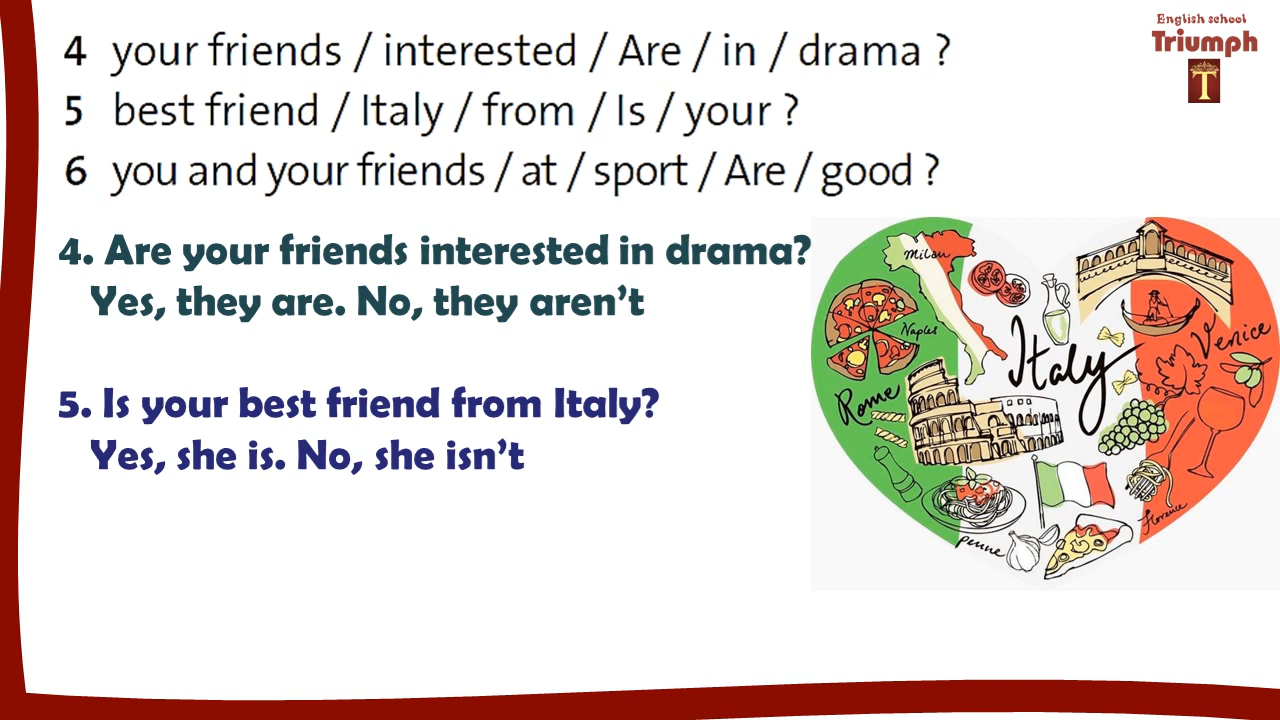 English school
Triumph
T
4 your friends / interested / Are / in / drama ?
5 best friend / Italy / from / Is / your ?
6 you and your friends / at / sport / Are / good ?
4. Are your friends interested in drama?
Yes, they are. No, they aren’t
5. Is your best friend from Italy?
Yes, she is. No, she isn’t
Milan
Naples
Italy
Venice
Rome
Florence
penne